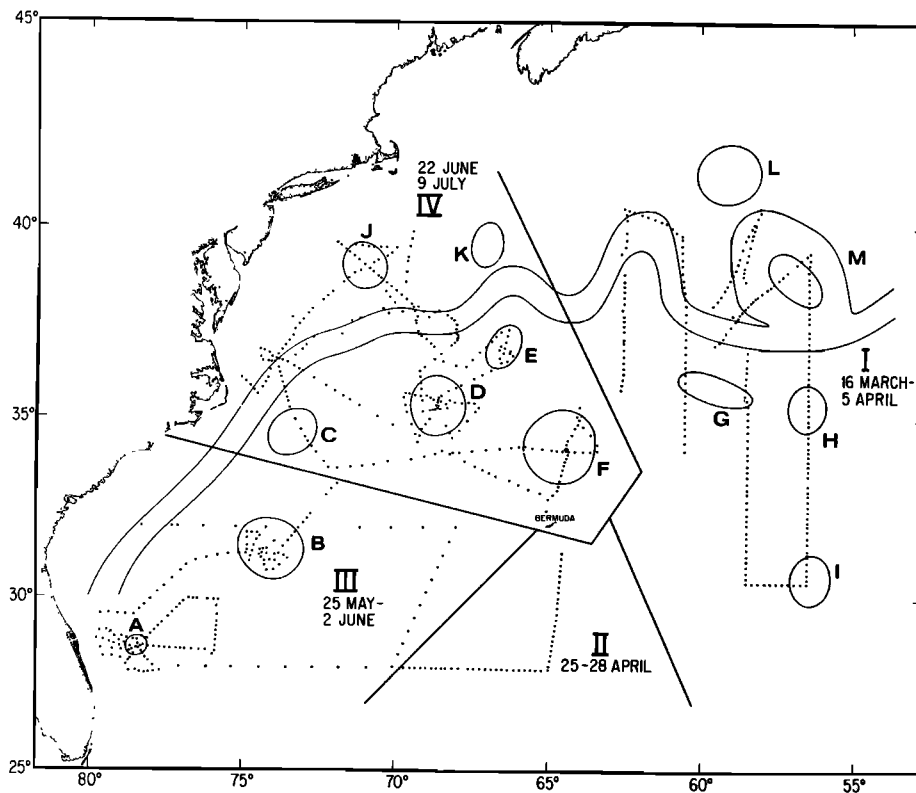 45°
40°
35°
30°
25°
80°
75°
70°
65°
60°
55°
22 JUNE
9 JULY
IV
L
J
K
M
E
I
16 MARCH-
5 APRIL
D
G
C
H
F
BERMUDA
B
III
25 MAY-
2 JUNE
I
A
II
25-28 APRIL